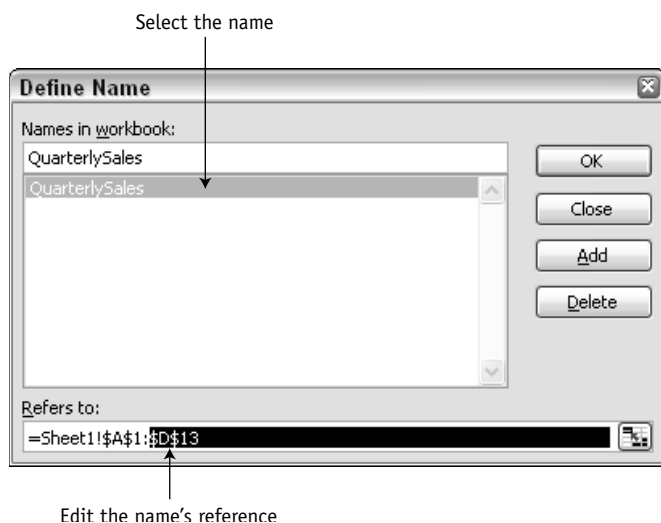 Select the name
Define Name
Names in workbook:
QuarterlySales
OK
QuarterlySales
Close
Add
Delete
Refers to:
=Sheet1!$A$1:$D$13
Edit the name's reference